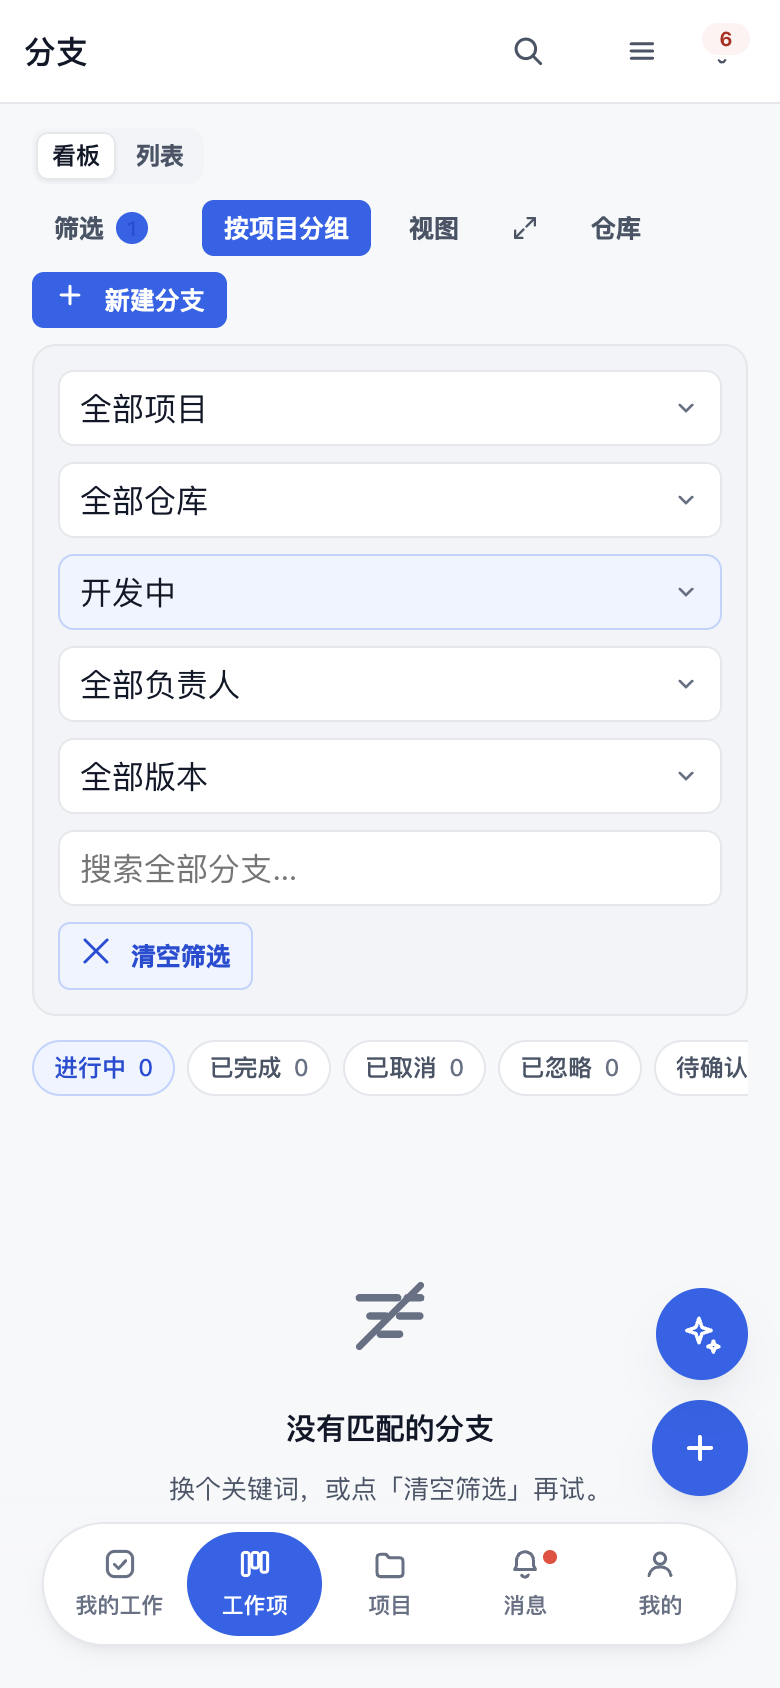 分支
6
看板 列表
筛选 1 按项目分组 视图 仓库
新建分支
全部项目
全部仓库
开发中
全部负责人
全部版本
搜索全部分支...
清空筛选
进行中 0 已完成 0 已取消 0 已忽略 0 待确认
没有匹配的分支
换个关键词，或点「清空筛选」再试。
我的工作 工作项 项目 消息 我的